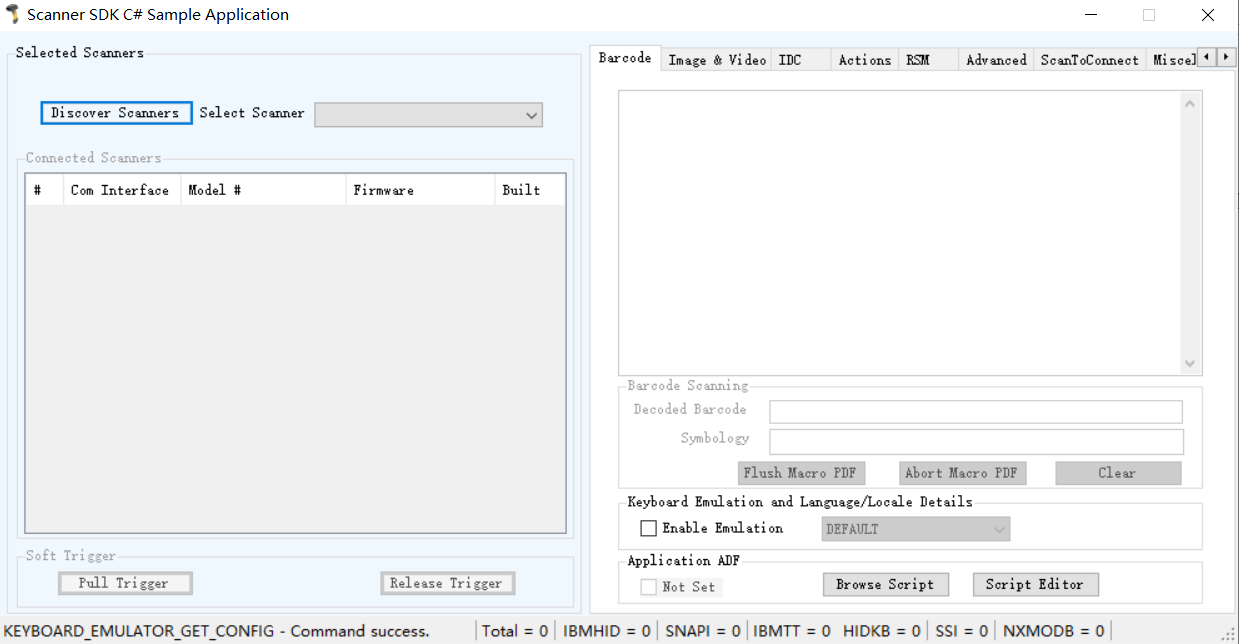 Scanner SDK C# Sample Application
Selected Scanners
Discover Scanners Select Scanner
Connected Scanners
# Com Interface Model # Firmware Built
Soft Trigger
Pull Trigger Release Trigger
Barcode Image & Video IDC Actions RSM Advanced ScanToConnect Miscel
Barcode Scanning
Decoded Barcode
Symbology
Flush Macro PDF Abort Macro PDF Clear
Keyboard Emulation and Language/Locale Details
Enable Emulation DEFAULT
Application ADF
Not Set Browse Script Script Editor
KEYBOARD_EMULATOR_GET_CONFIG - Command success. Total = 0 IBMHID = 0 SNAPI = 0 IBMTT = 0 HIDKB = 0 SSI = 0 NXMODB = 0